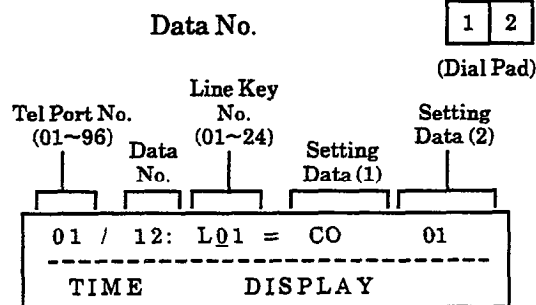 Data No. 1 2
(Dial Pad)
Tel Port No.
(01~96)
Data
No.
Line Key
No.
(01~24)
Setting
Data (1)
Setting
Data (2)
01 / 12: L01 = CO 01
TIME DISPLAY